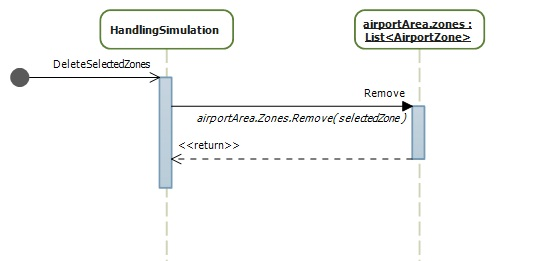 HandlingSimulation
airportArea.zones :
List<AirportZone>
DeleteSelectedZones
Remove
airportArea.Zones.Remove(selectedZone)
<<return>>